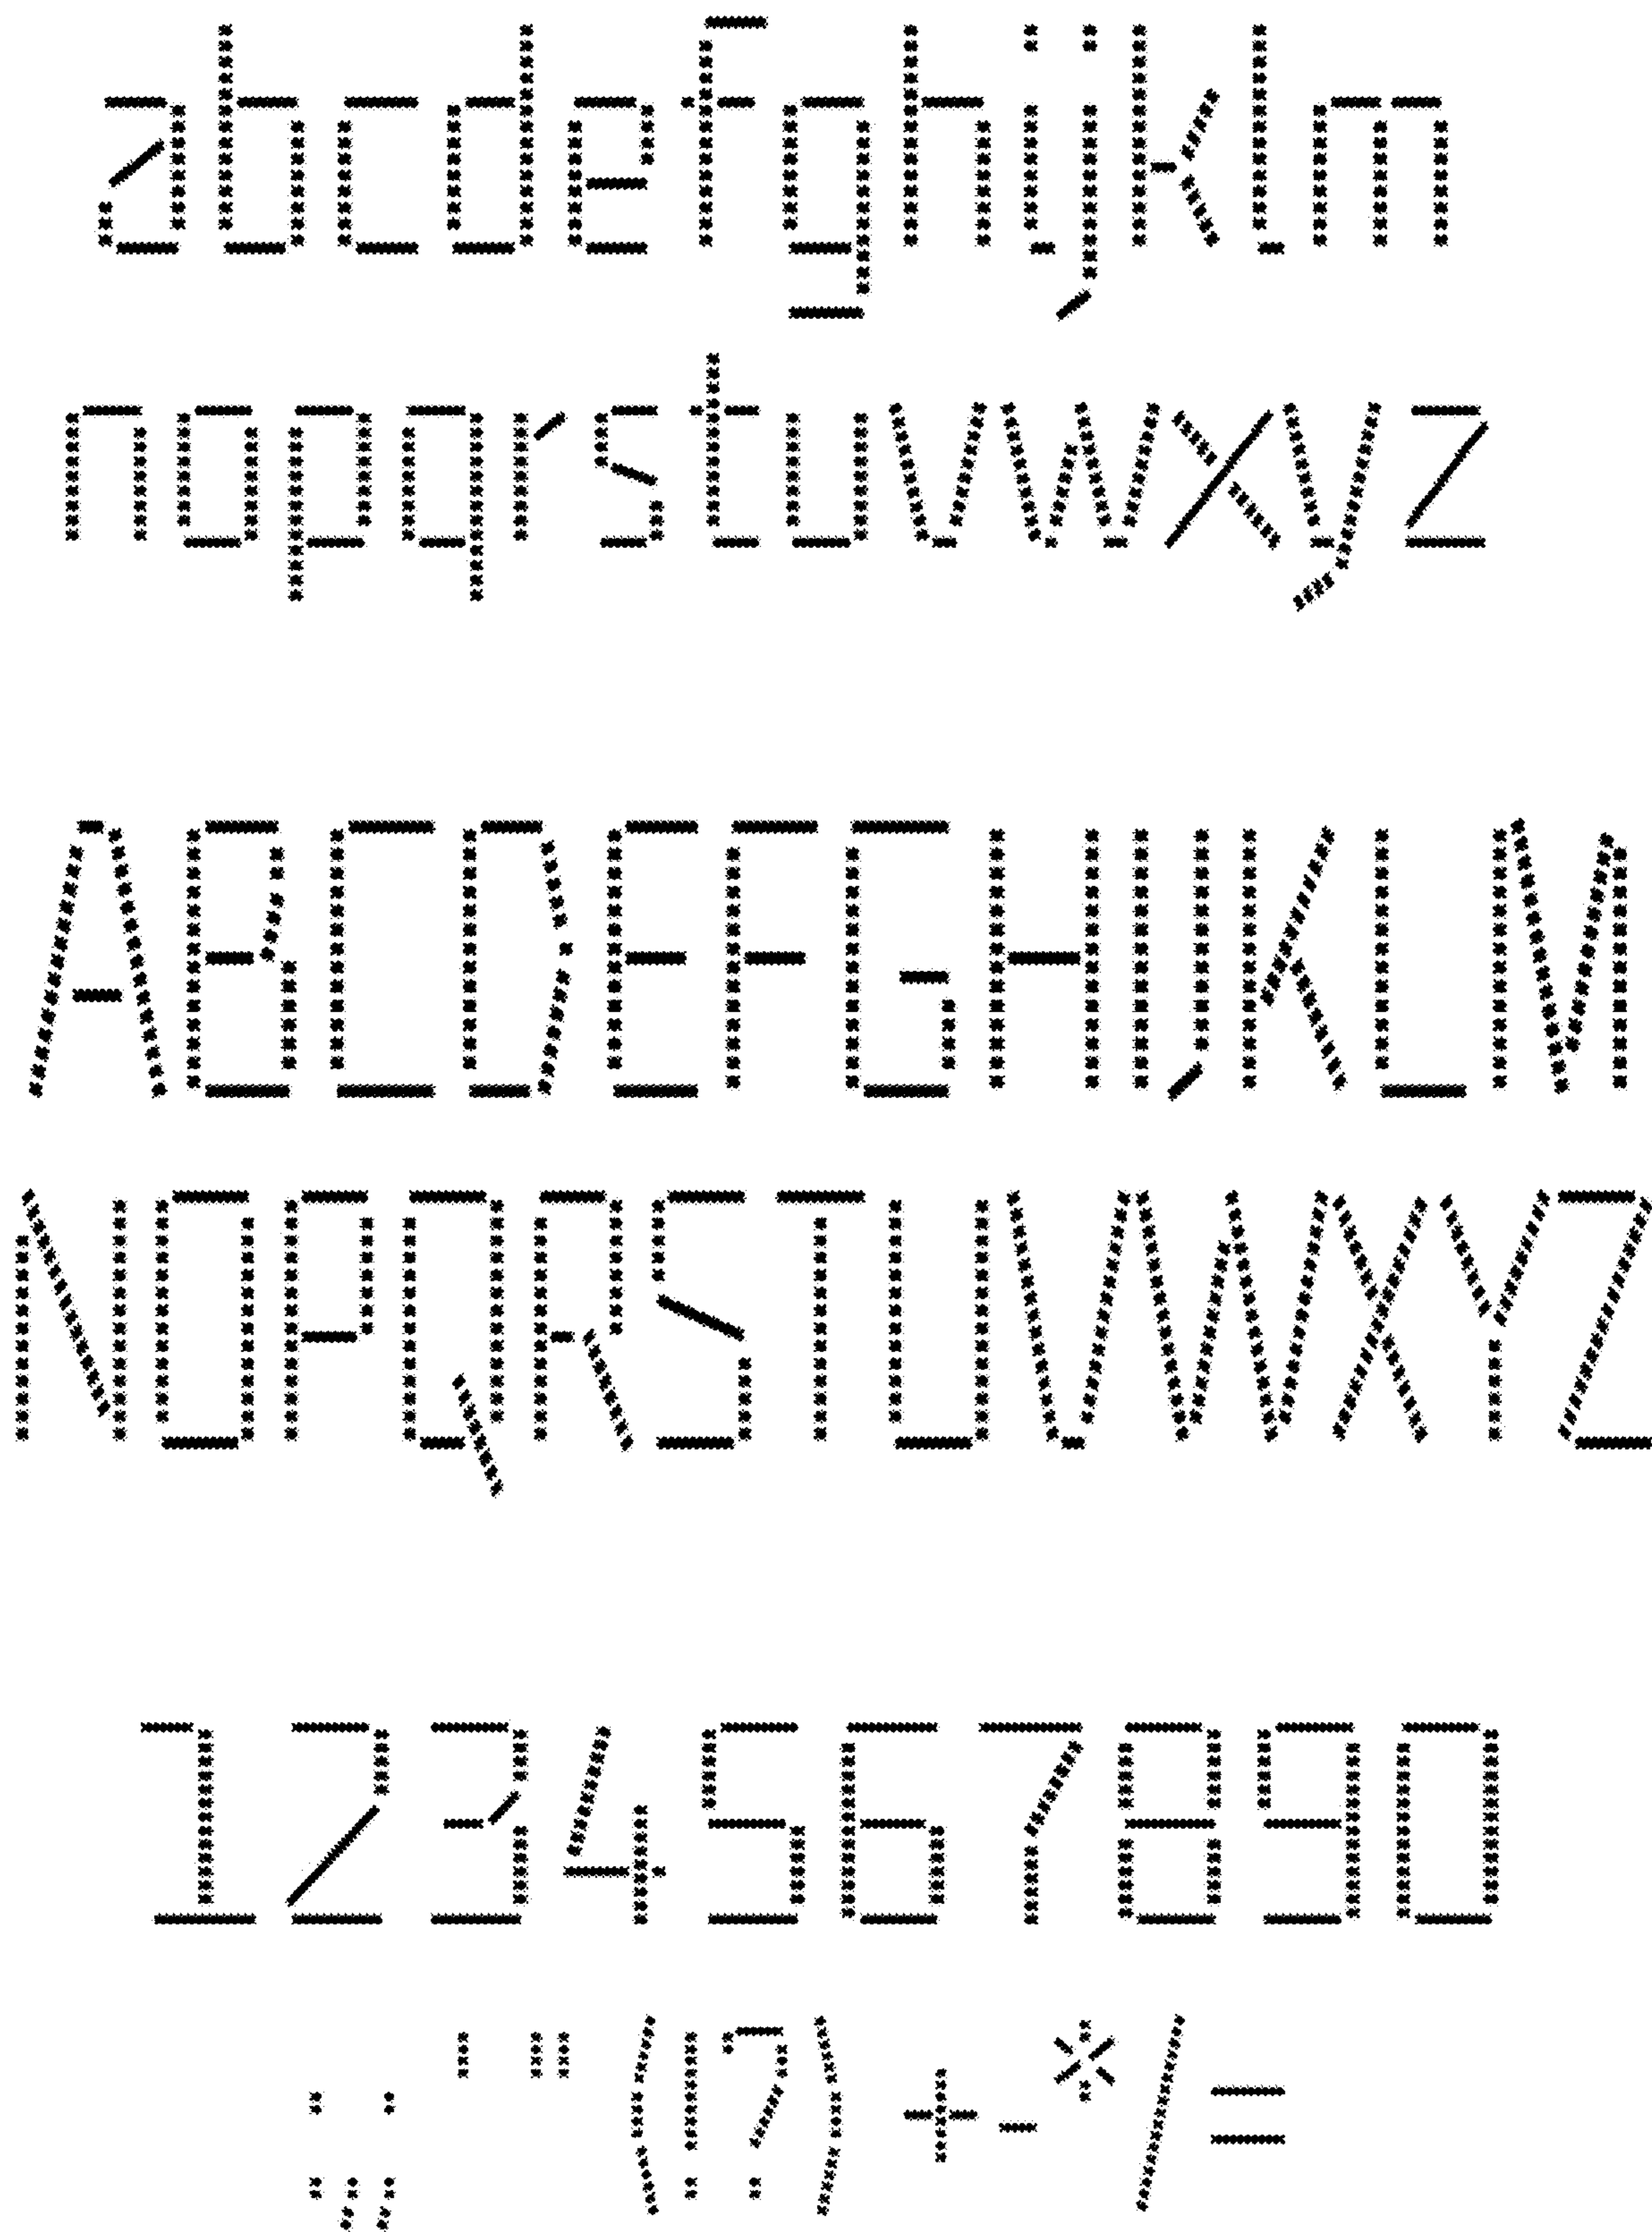 abcdefghijklm
nopqrstuvwxyz
ABCDEFGHIJKLM
NOPQRSTUVWXYZ
1234567890
:,;'"(!?)+-*/=